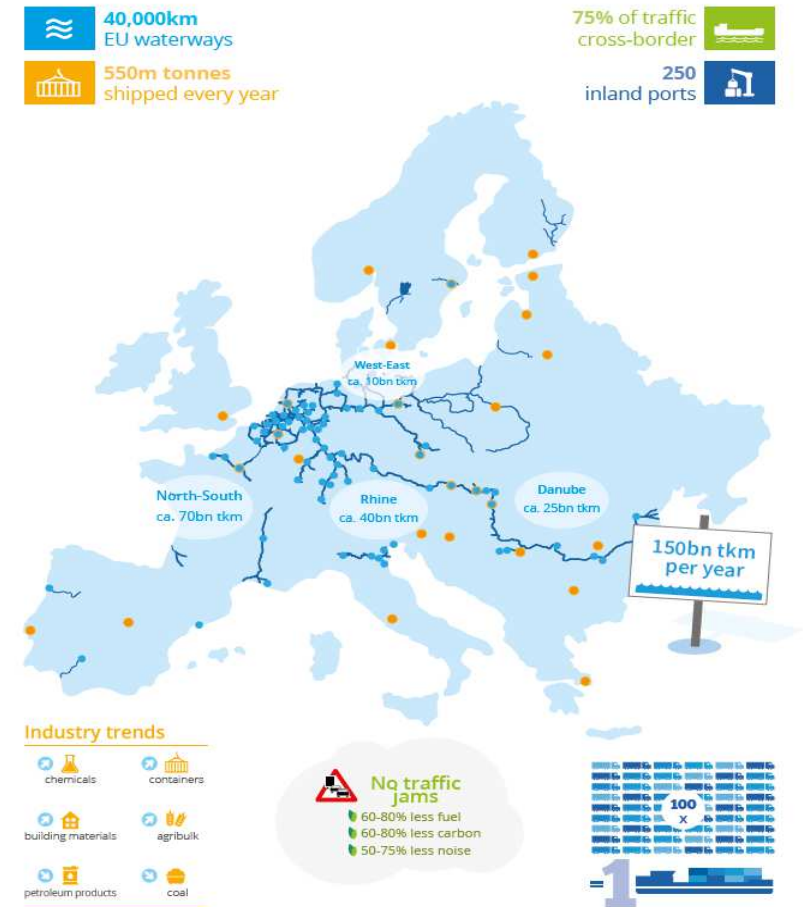 40,000km
EU waterways
75% of traffic
cross-border
550m tonnes
shipped every year
250
inland ports
West-East
ca. 10bn tkm
North-South
ca. 70bn tkm
Rhine
ca. 40bn tkm
Danube
ca. 25bn tkm
150bn tkm
per year
Industry trends
chemicals
containers
building materials
agribulk
petroleum products
coal
No traffic
jams
60-80% less fuel
60-80% less carbon
50-75% less noise
100
x
=1